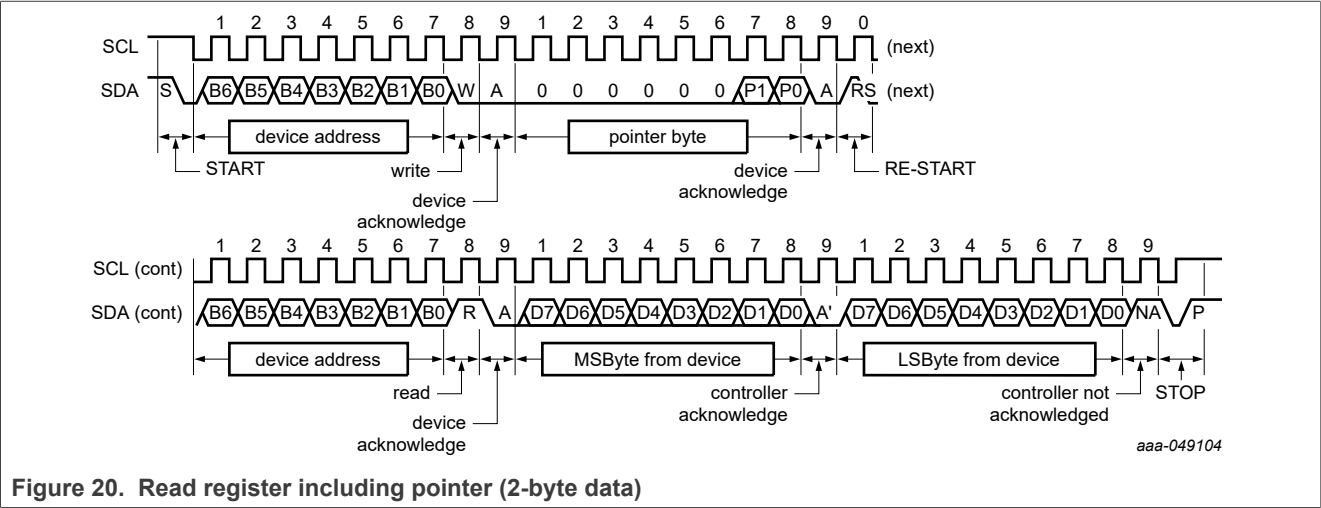 1 2 3 4 5 6 7 8 9 1 2 3 4 5 6 7 8 9 0
SCL (next)
SDA S B6 B5 B4 B3 B2 B1 B0 W A 0 0 0 0 0 0 P1 P0 A RS (next)
device address pointer byte
START write device RE-START
acknowledge
device
acknowledge
1 2 3 4 5 6 7 8 9 1 2 3 4 5 6 7 8 9 1 2 3 4 5 6 7 8 9
SCL (cont)
SDA (cont) B6 B5 B4 B3 B2 B1 B0 R A D7 D6 D5 D4 D3 D2 D1 D0 A' D7 D6 D5 D4 D3 D2 D1 D0 NA P
device address MSByte from device LSByte from device
read controller controller not STOP
acknowledge acknowledged
device
acknowledge
aaa-049104
Figure 20. Read register including pointer (2-byte data)